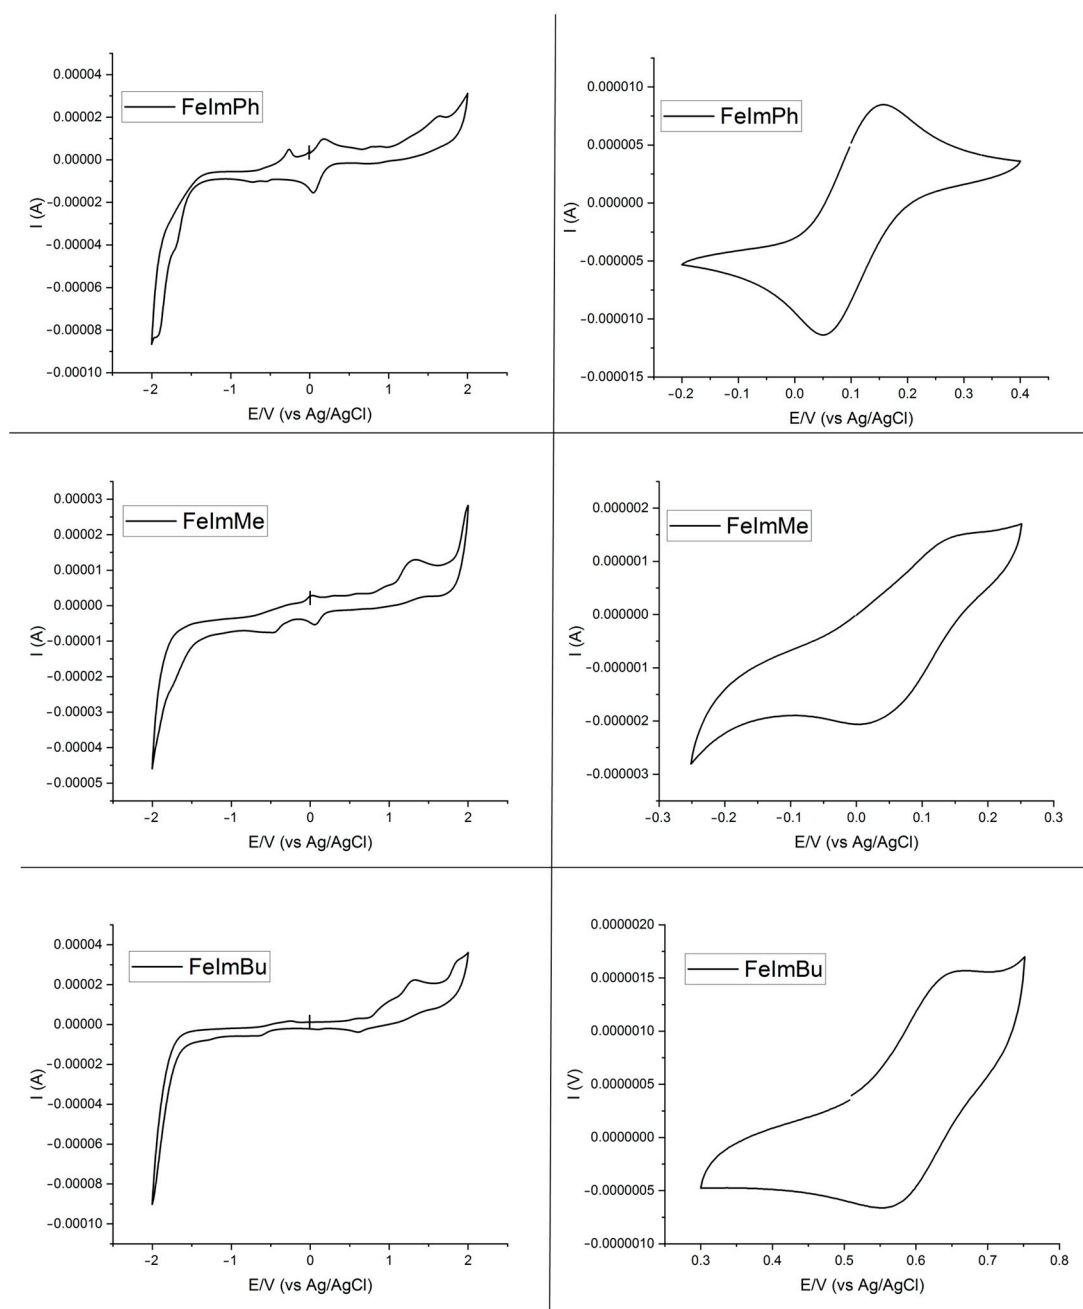 0.00004
0.00002
0.00000
−0.00002
−0.00004
−0.00006
−0.00008
−0.00010
I (A)
FeImPh
−2 −1 0 1 2
E/V (vs Ag/AgCl)
0.000010
0.000005
0.000000
−0.000005
−0.000010
−0.000015
I (A)
FeImPh
−0.2 −0.1 0.0 0.1 0.2 0.3 0.4
E/V (vs Ag/AgCl)
0.00003
0.00002
0.00001
0.00000
−0.00001
−0.00002
−0.00003
−0.00004
−0.00005
I (A)
FeImMe
−2 −1 0 1 2
E/V (vs Ag/AgCl)
0.000002
0.000001
0.000000
−0.000001
−0.000002
−0.000003
I (A)
FeImMe
−0.3 −0.2 −0.1 0.0 0.1 0.2 0.3
E/V (vs Ag/AgCl)
0.00004
0.00002
0.00000
−0.00002
−0.00004
−0.00006
−0.00008
−0.00010
I (A)
FeImBu
−2 −1 0 1 2
E/V (vs Ag/AgCl)
0.0000020
0.0000015
0.0000010
0.0000005
0.0000000
−0.0000005
−0.0000010
I (V)
FeImBu
0.3 0.4 0.5 0.6 0.7 0.8
E/V (vs Ag/AgCl)